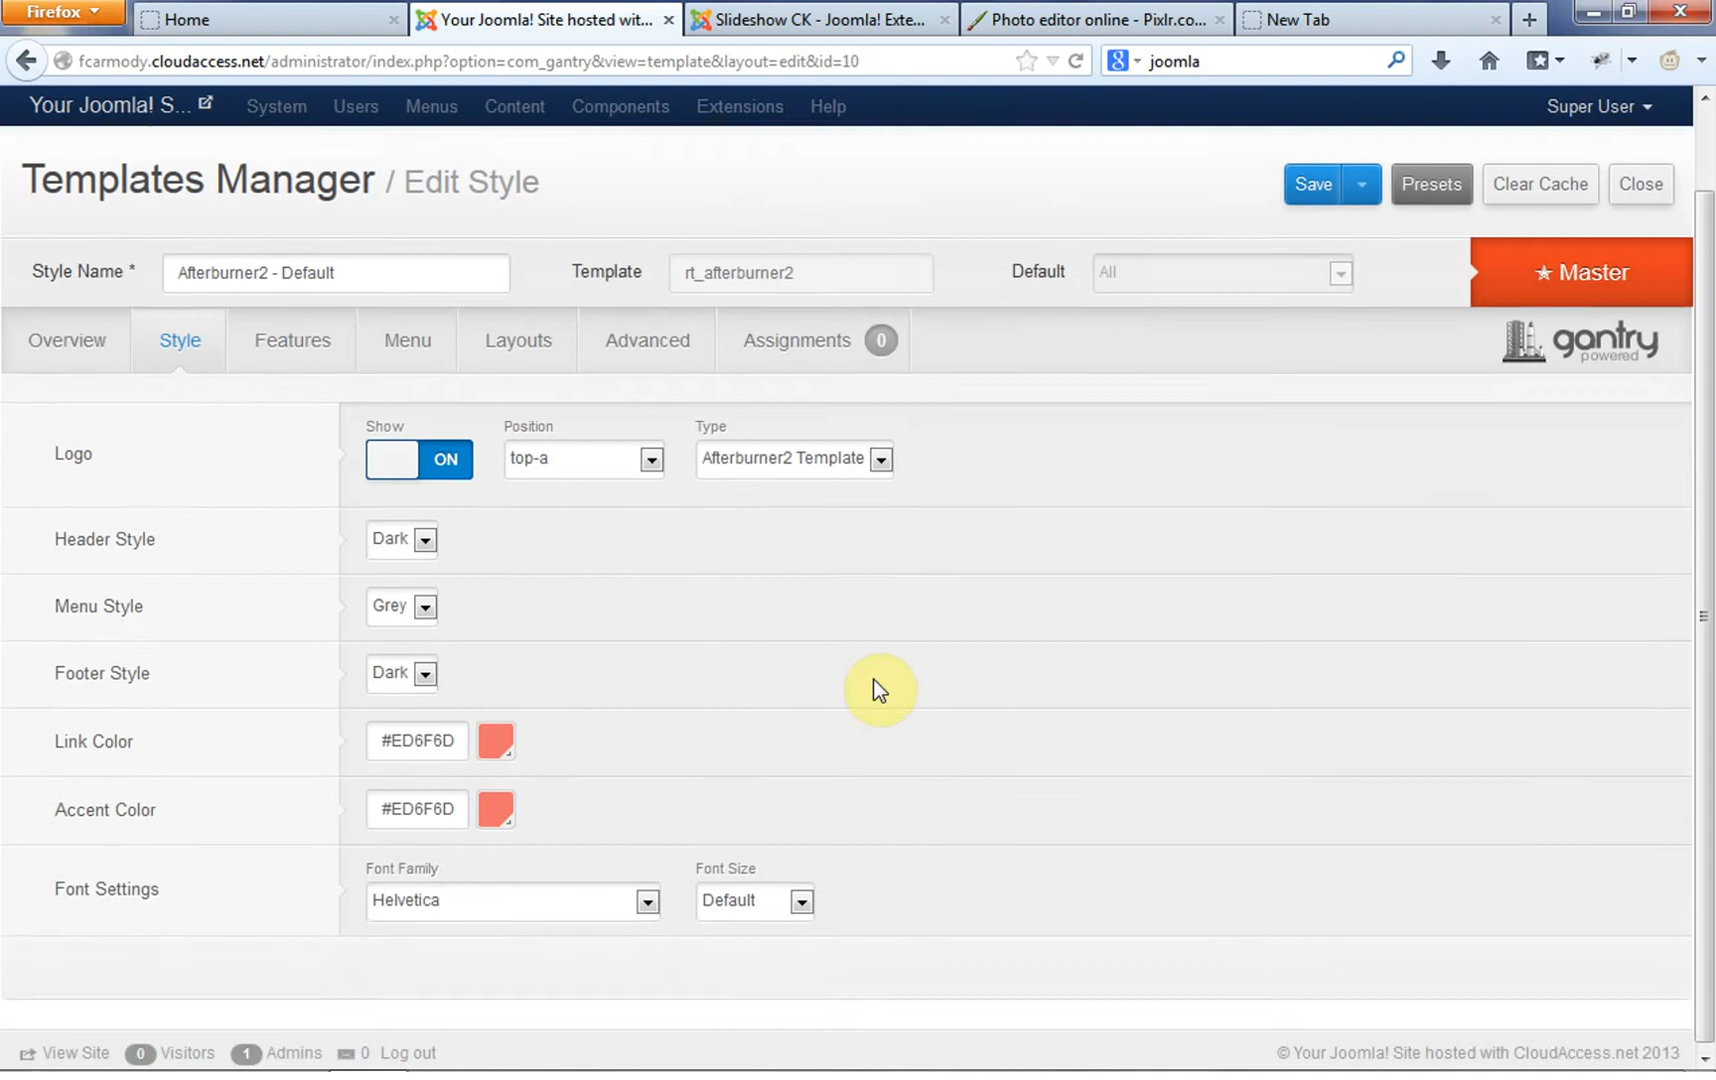 Firefox
Home
Your Joomla! Site hosted wit...
Slideshow CK - Joomla! Exte...
Photo editor online - Pixlr.co...
New Tab
fcarmody.cloudaccess.net/administrator/index.php?option=com_gantry&view=template&layout=edit&id=10
joomla
Your Joomla! S...
System
Users
Menus
Content
Components
Extensions
Help
Super User
Templates Manager / Edit Style
Save
Presets
Clear Cache
Close
Style Name *
Afterburner2 - Default
Template
rt_afterburner2
Default
All
Master
Overview
Style
Features
Menu
Layouts
Advanced
Assignments 0
gantry
powered
Logo
Show
ON
Position
top-a
Type
Afterburner2 Template
Header Style
Dark
Menu Style
Grey
Footer Style
Dark
Link Color
#ED6F6D
Accent Color
#ED6F6D
Font Settings
Font Family
Helvetica
Font Size
Default
View Site
0 Visitors
1 Admins
0
Log out
© Your Joomla! Site hosted with CloudAccess.net 2013